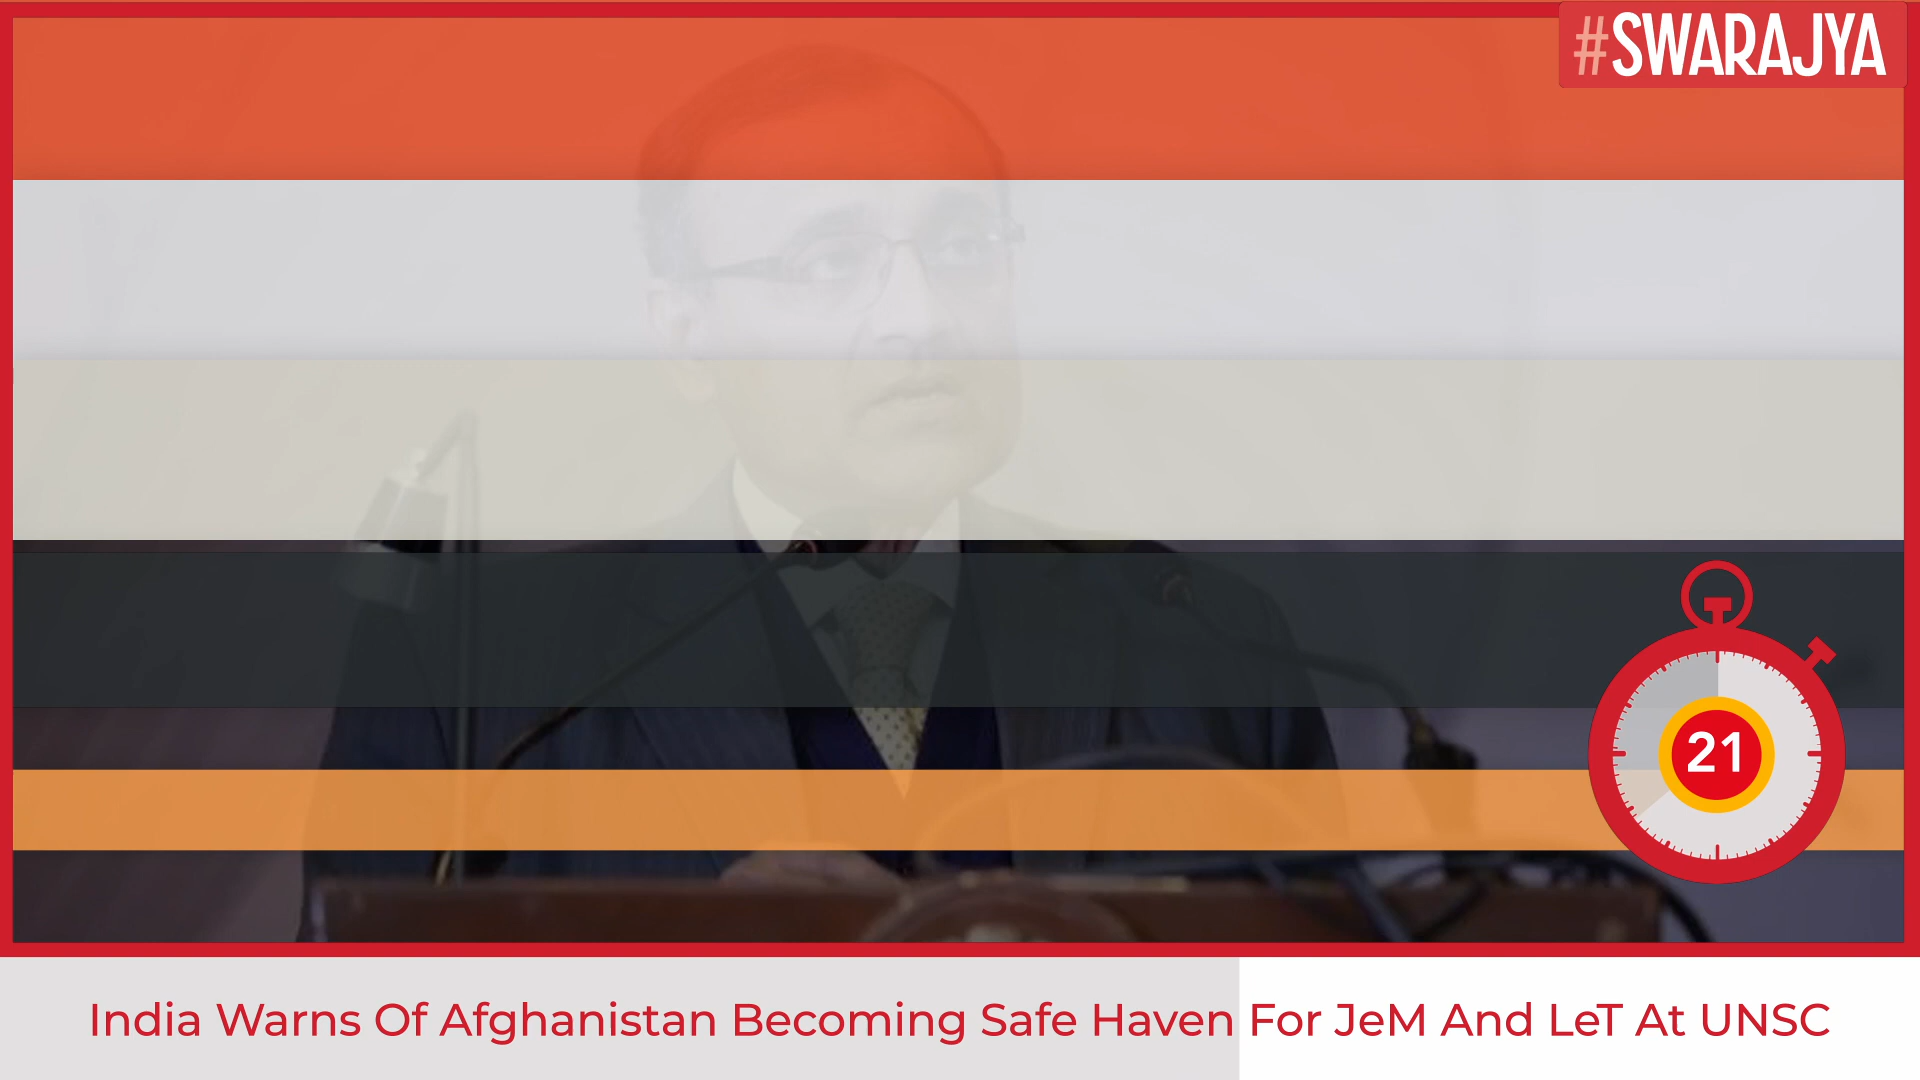 #SWARAJYA
21
India Warns Of Afghanistan Becoming Safe Haven For JeM And LeT At UNSC